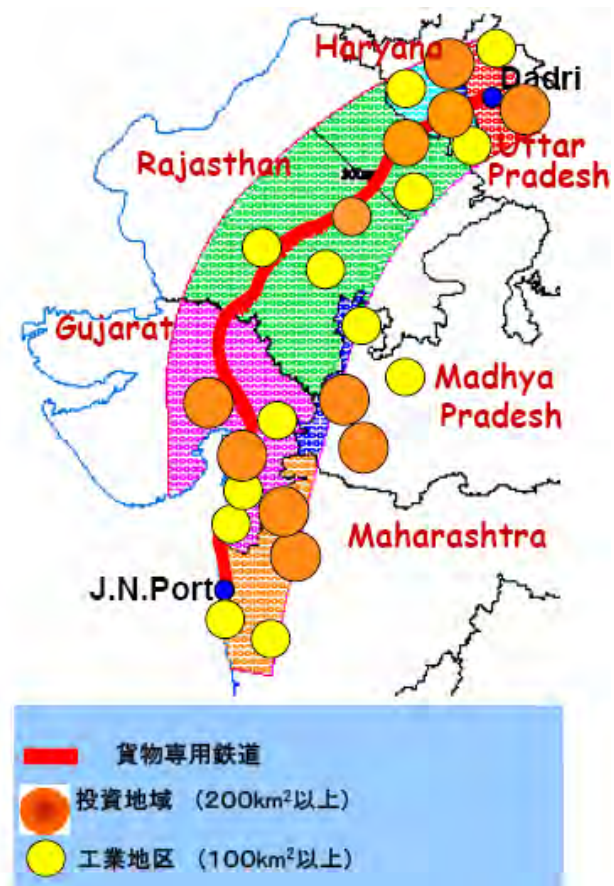 Haryana
Dadri
Uttar
Pradesh
Rajasthan
Gujarat
Madhya
Pradesh
Maharashtra
J.N.Port
貨物専用鉄道
投資地域 (200km²以上)
工業地区 (100km²以上)